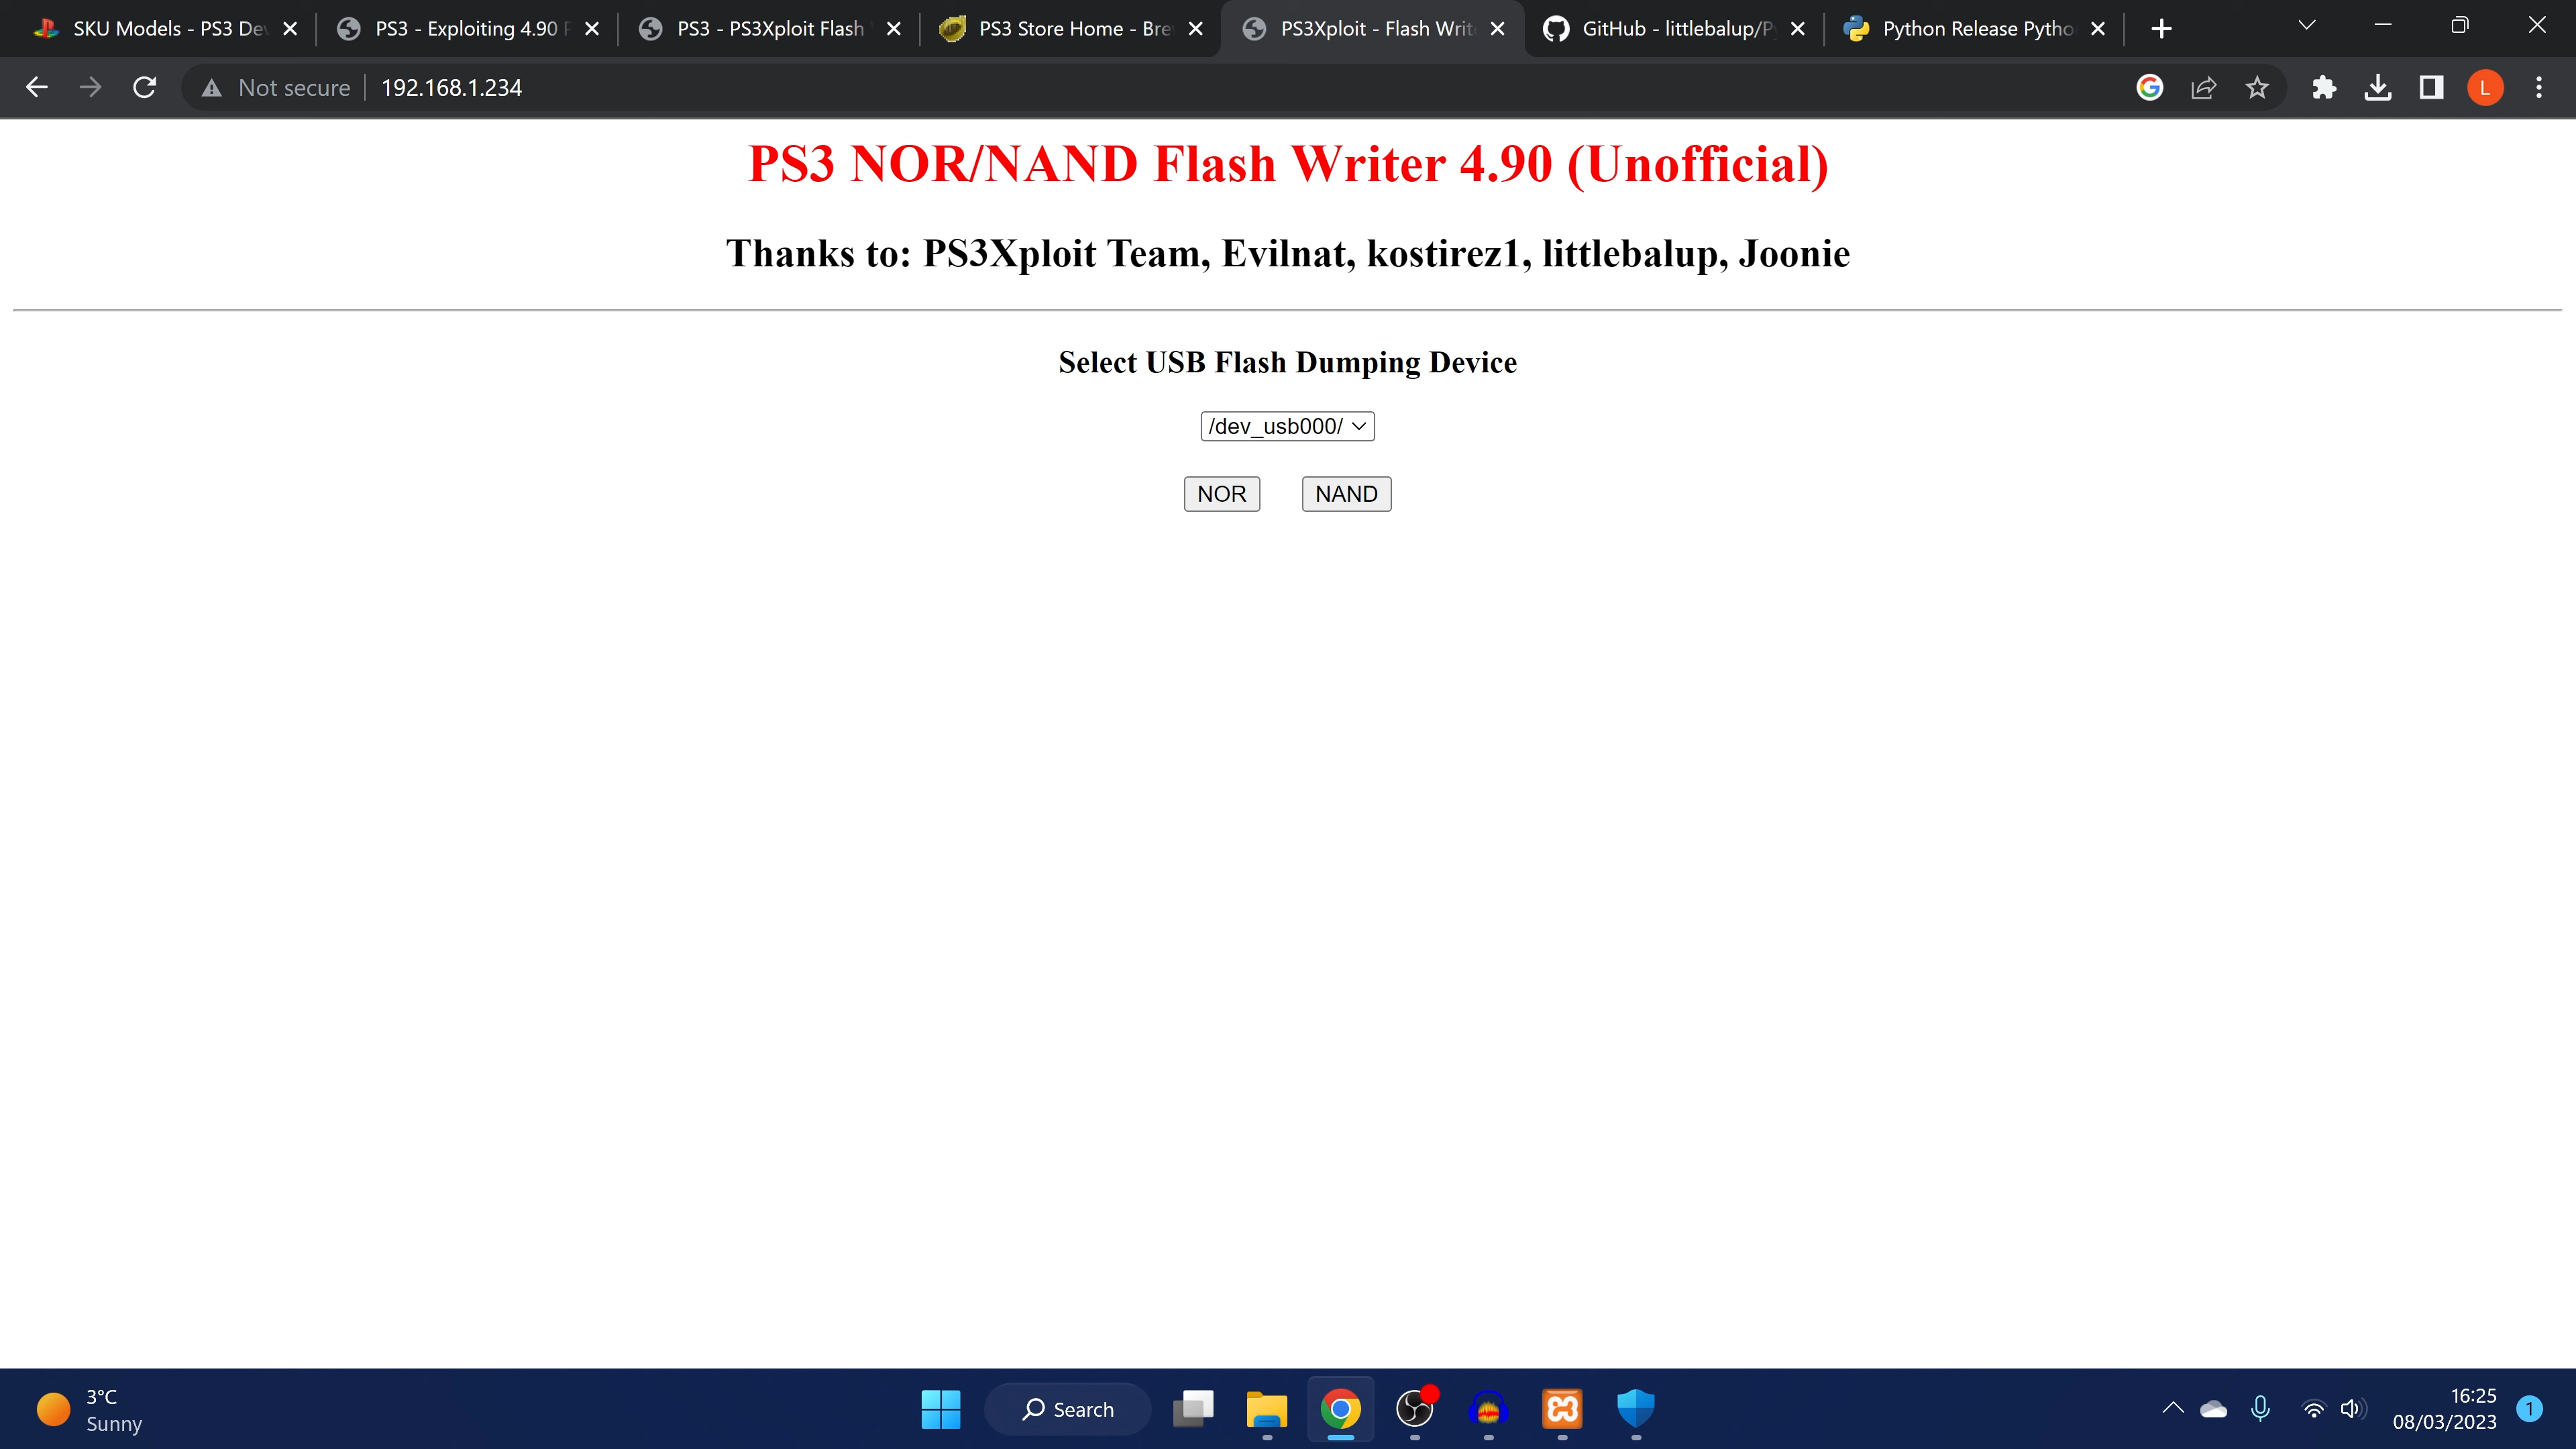 SKU Models - PS3 De
PS3 - Exploiting 4.90
PS3 - PS3Xploit Flash
PS3 Store Home - Bre
PS3Xploit - Flash Writ
GitHub - littlebalup/P
Python Release Pytho
Not secure
192.168.1.234
L
PS3 NOR/NAND Flash Writer 4.90 (Unofficial)
Thanks to: PS3Xploit Team, Evilnat, kostirez1, littlebalup, Joonie
Select USB Flash Dumping Device
/dev_usb000/
NOR NAND
3°C
Sunny
Search
16:25
08/03/2023
1